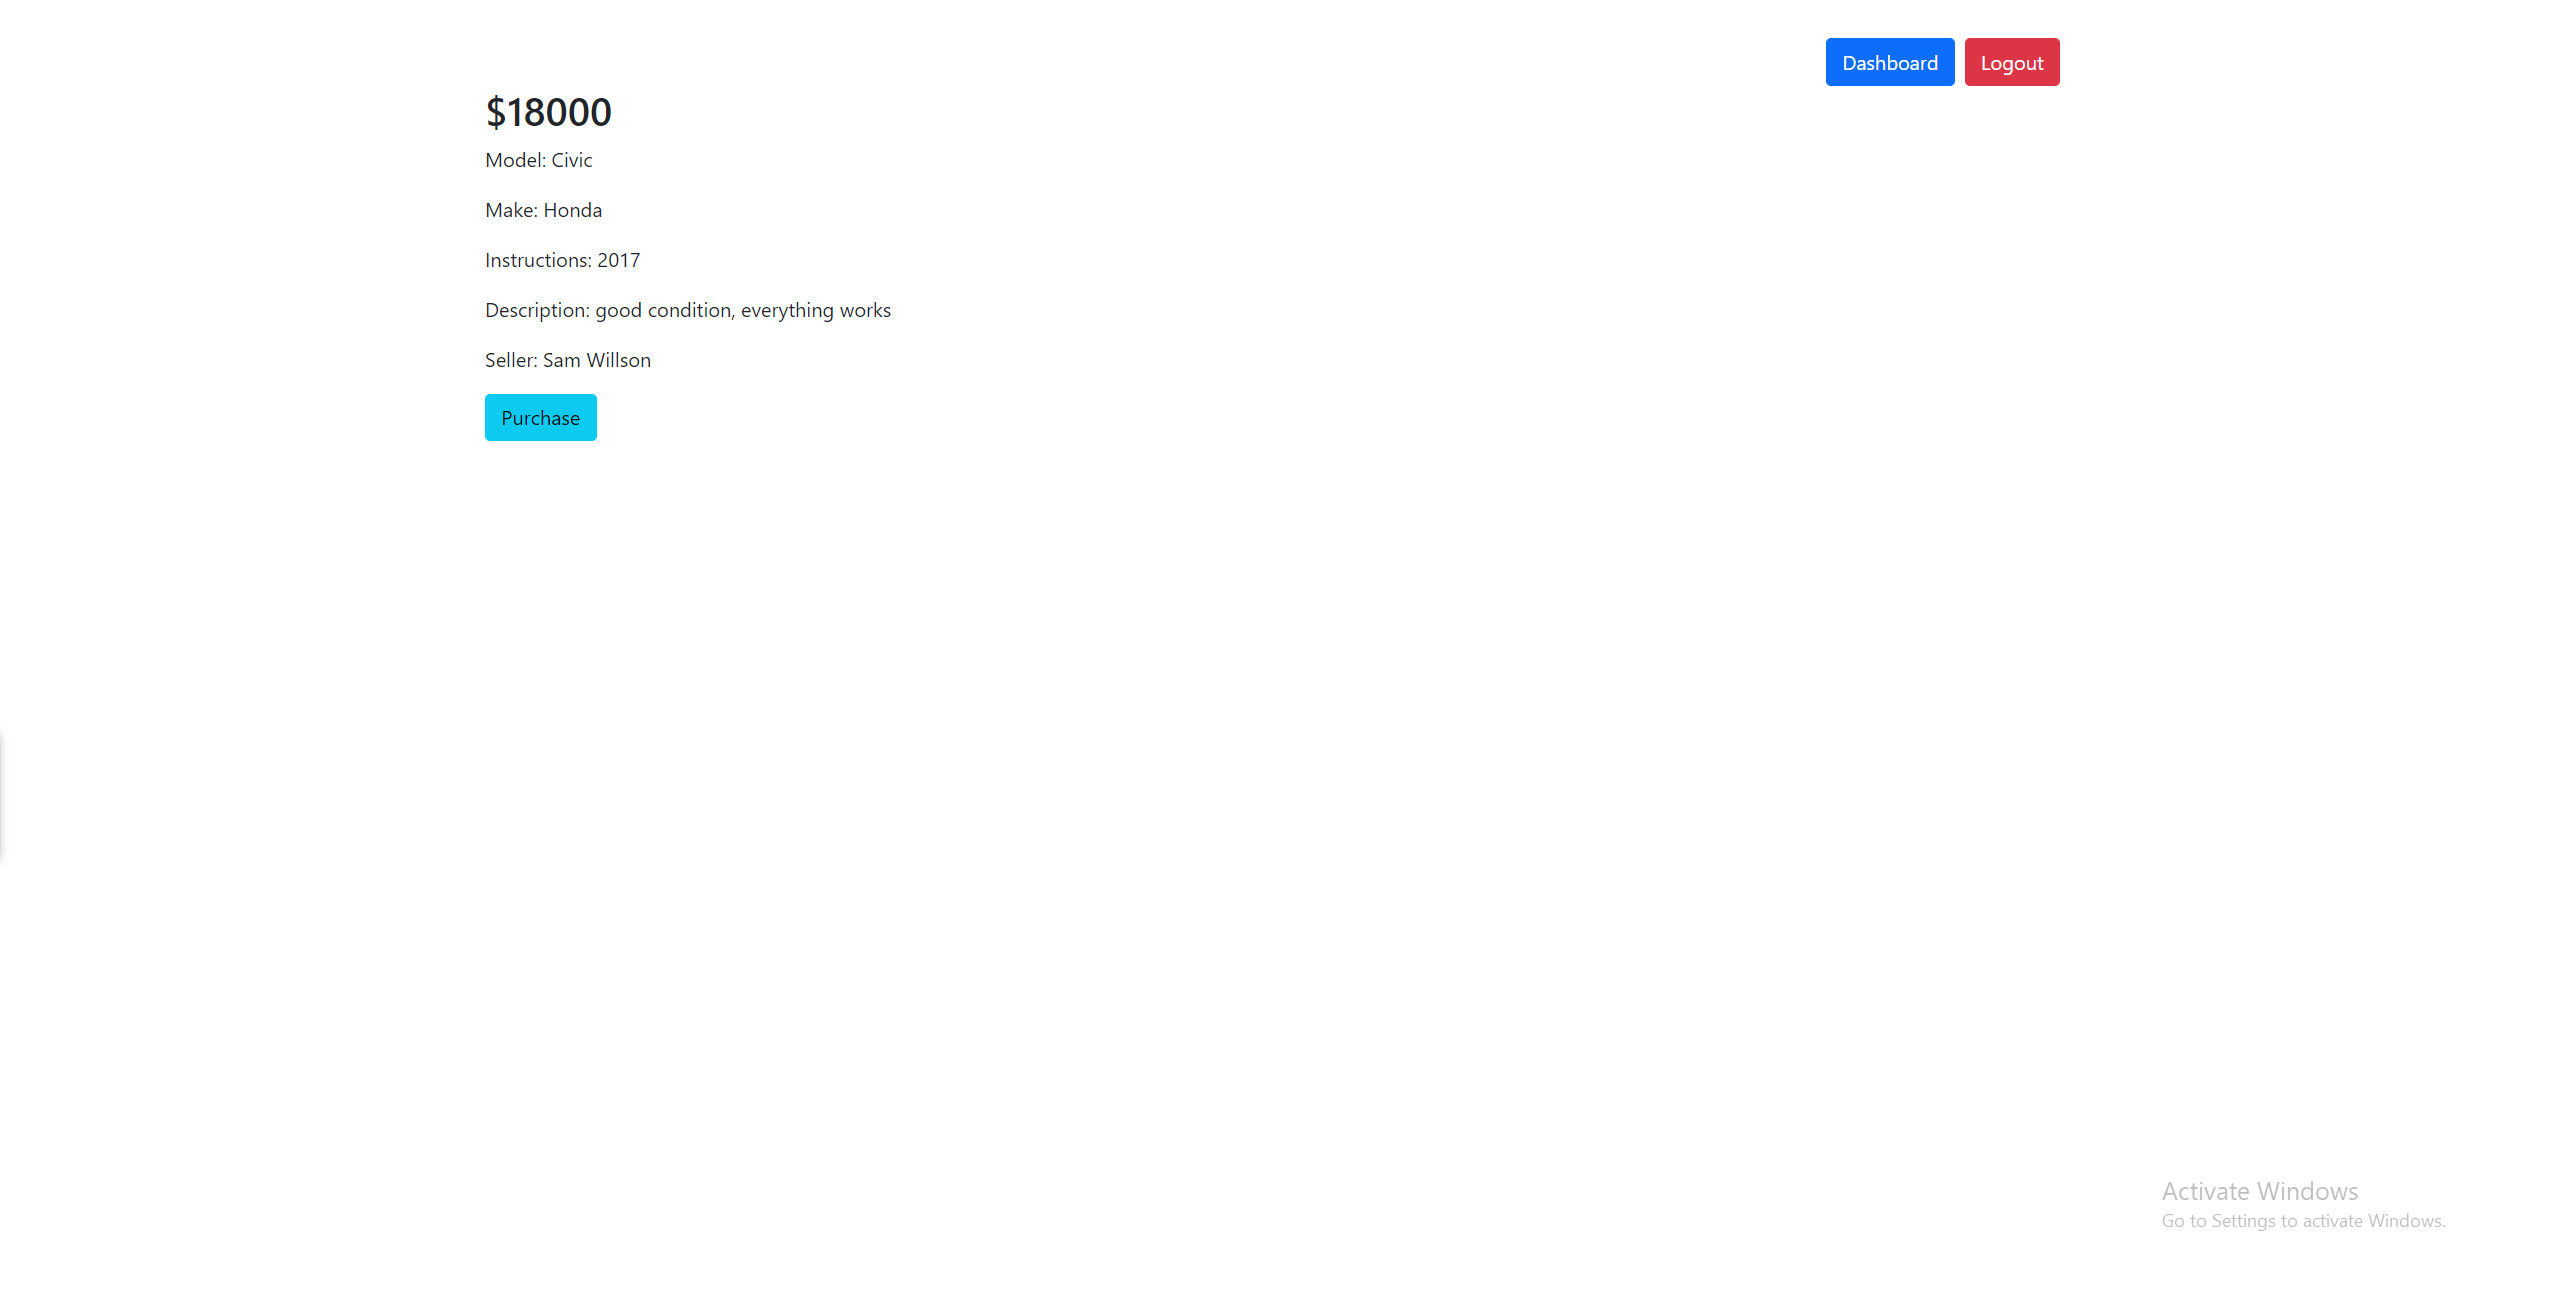 Dashboard Logout
$18000
Model: Civic
Make: Honda
Instructions: 2017
Description: good condition, everything works
Seller: Sam Willson
Purchase
Activate Windows
Go to Settings to activate Windows.